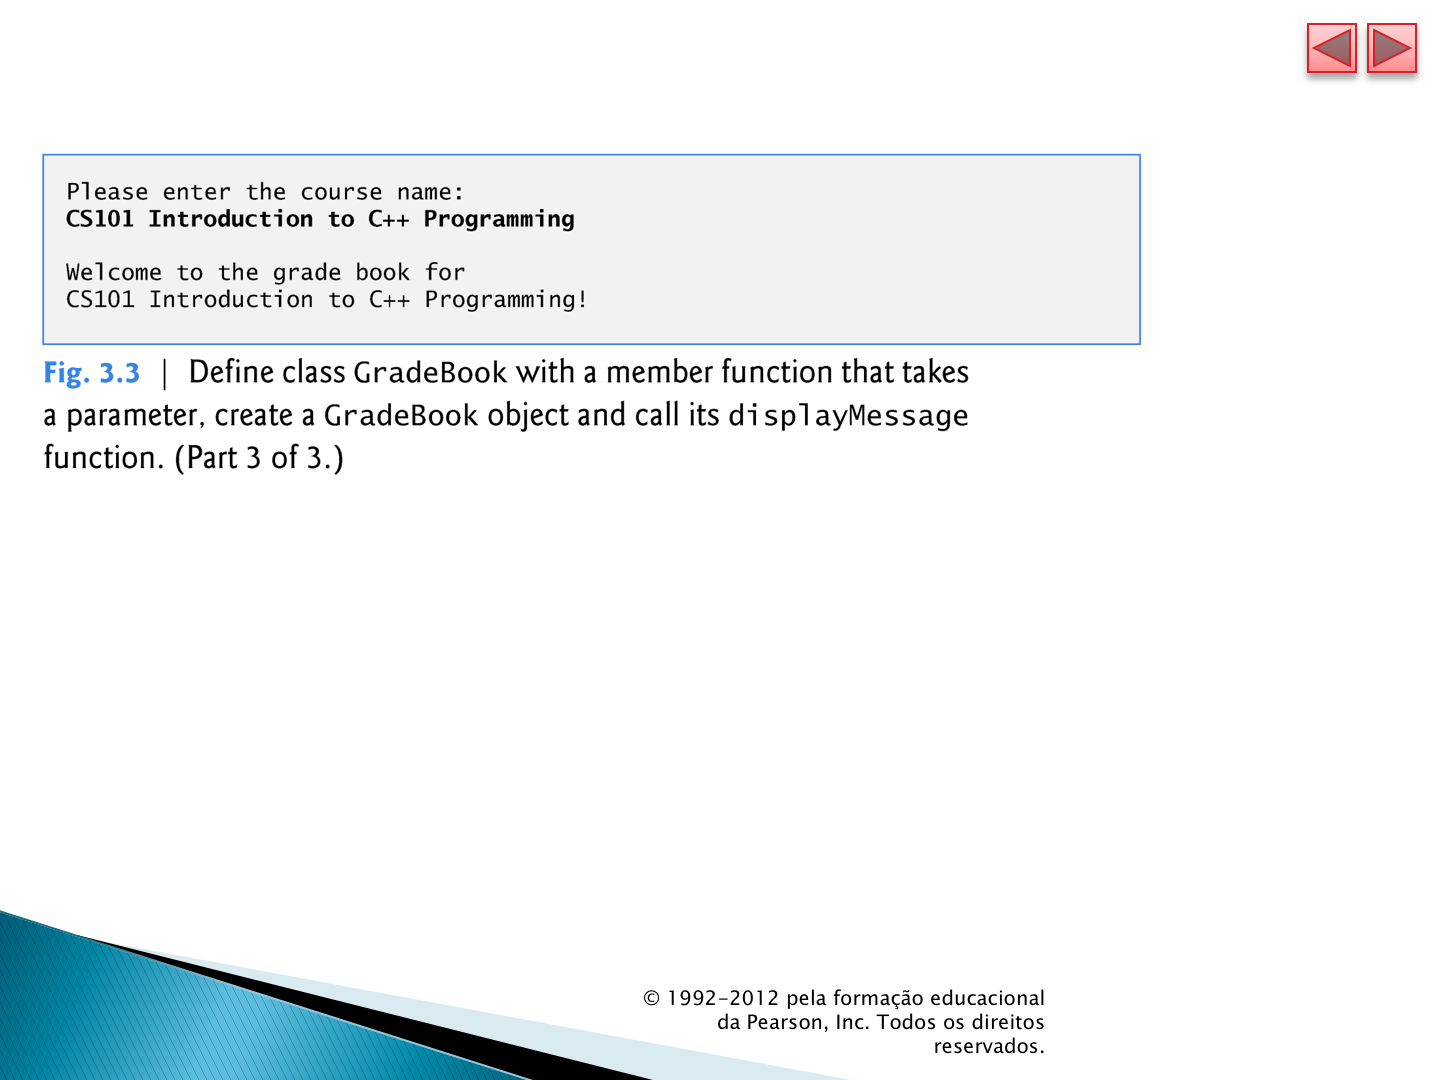 Please enter the course name:
CS101 Introduction to C++ Programming
Welcome to the grade book for
CS101 Introduction to C++ Programming!
Fig. 3.3 | Define class GradeBook with a member function that takes
a parameter, create a GradeBook object and call its displayMessage
function. (Part 3 of 3.)
© 1992-2012 pela formação educacional
da Pearson, Inc. Todos os direitos
reservados.